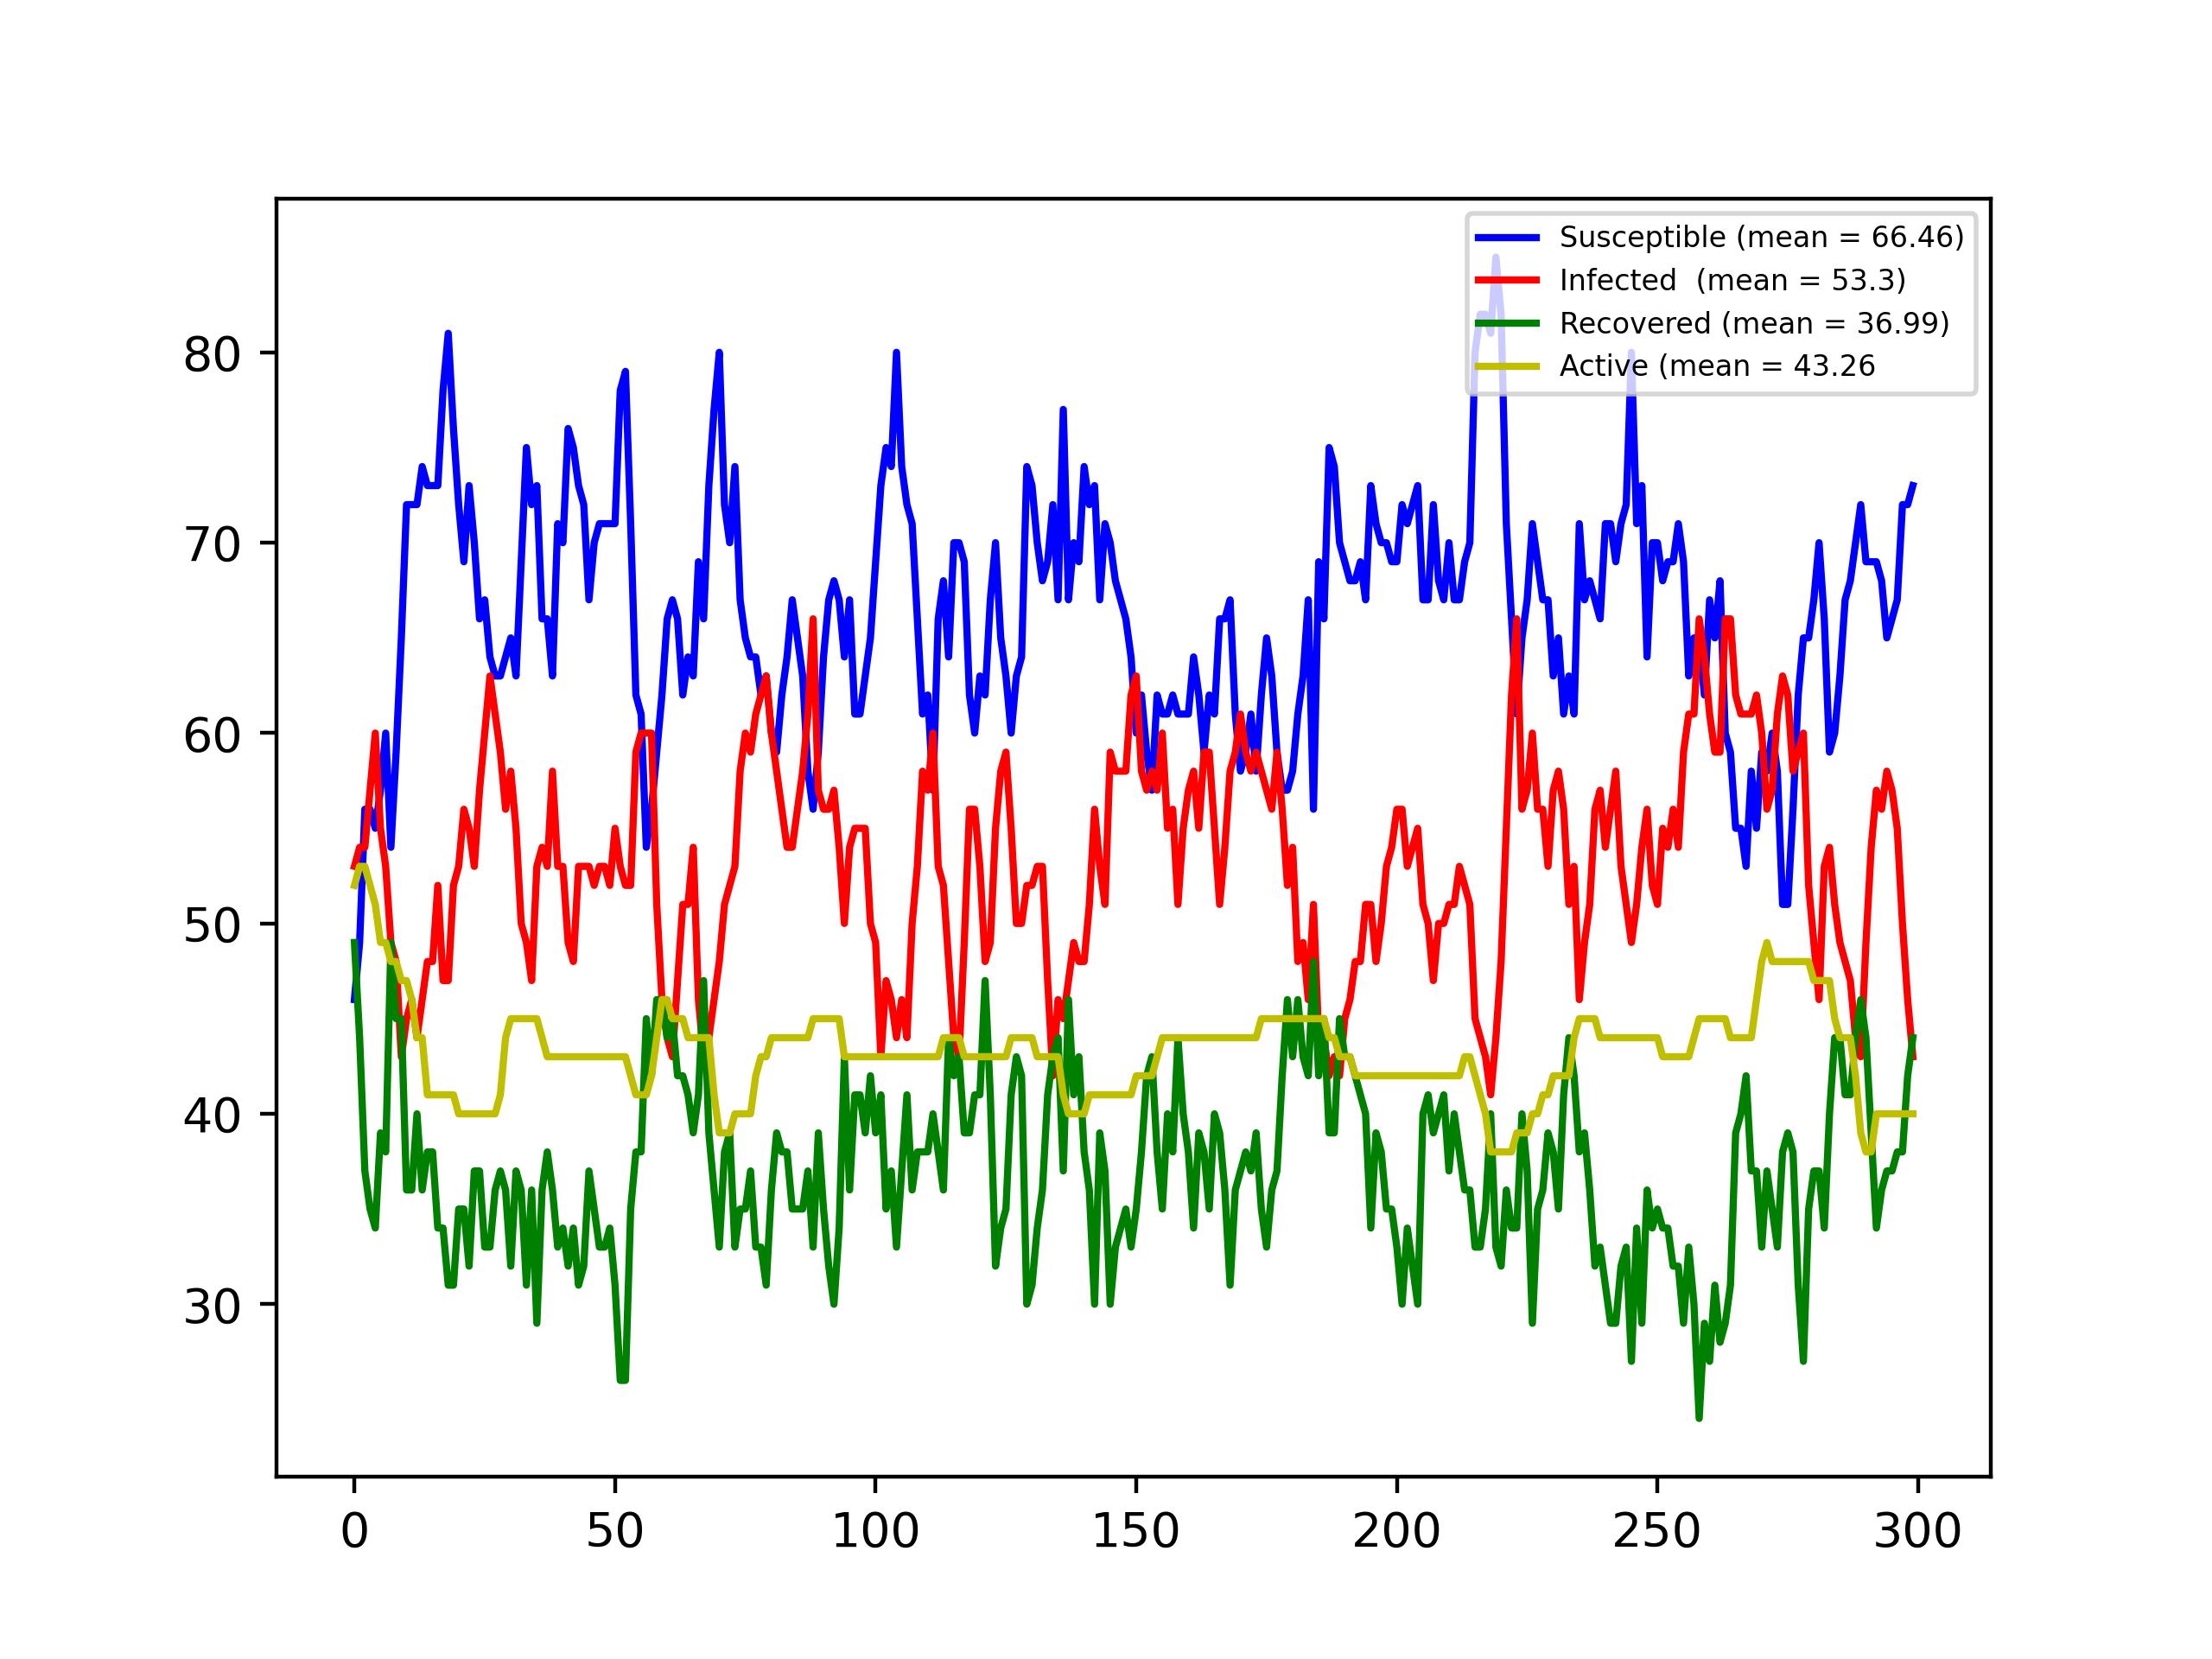 Susceptible (mean = 66.46)
Infected  (mean = 53.3)
Recovered (mean = 36.99)
Active (mean = 43.26
80
70
60
50
40
30
0 50 100 150 200 250 300